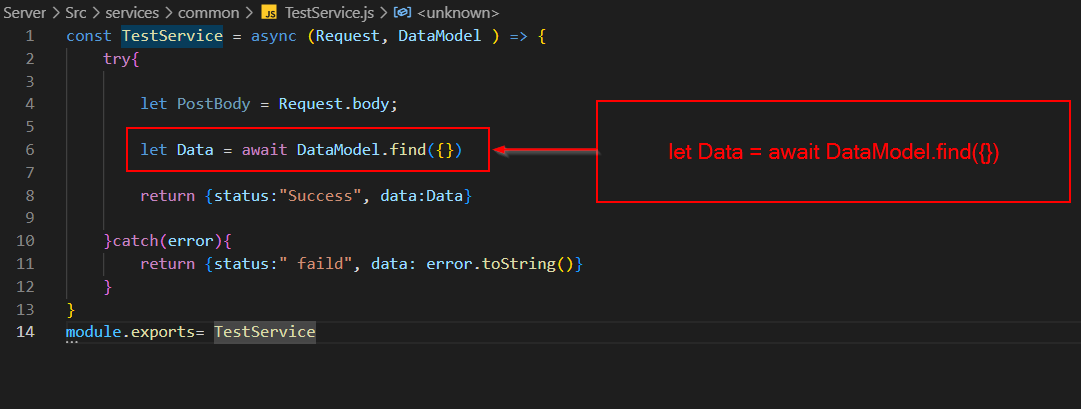 Server > Src > services > common > JS TestService.js > <unknown>
1 const TestService = async (Request, DataModel ) => {
2 try{
3
4 let PostBody = Request.body;
5
6 let Data = await DataModel.find({})
let Data = await DataModel.find({})
7
8 return {status:"Success", data:Data}
9
10 }catch(error){
11 return {status:" faild", data: error.toString()}
12 }
13 }
14 module.exports= TestService